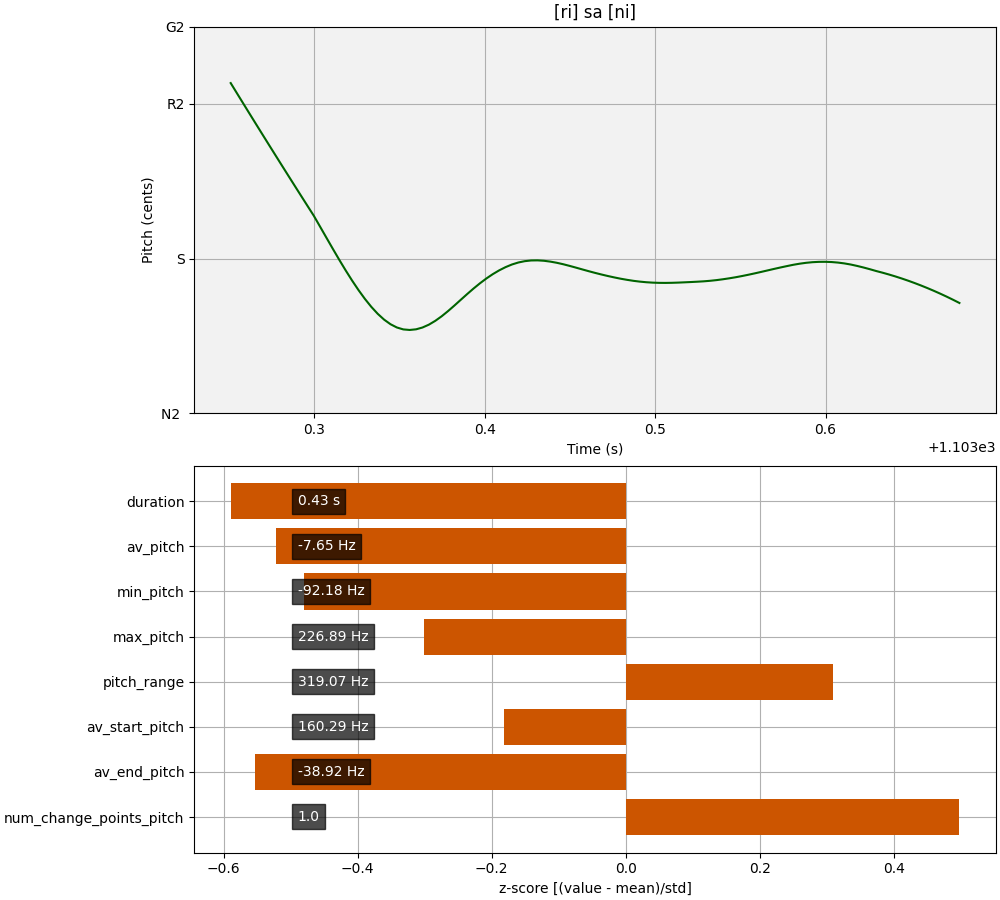 [ri] sa [ni]
G2
R2
S
N2
Pitch (cents)
0.3 0.4 0.5 0.6
Time (s)
+1.103e3
duration 0.43 s
av_pitch -7.65 Hz
min_pitch -92.18 Hz
max_pitch 226.89 Hz
pitch_range 319.07 Hz
av_start_pitch 160.29 Hz
av_end_pitch -38.92 Hz
num_change_points_pitch 1.0
−0.6 −0.4 −0.2 0.0 0.2 0.4
z-score [(value - mean)/std]